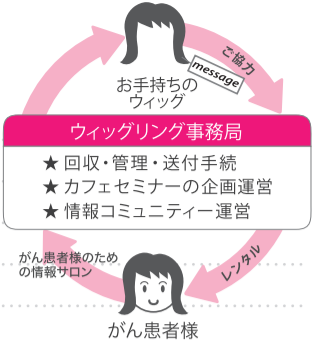 ご協力
message
お手持ちの
ウィッグ
ウィッグリング事務局
★ 回収・管理・送付手続
★ カフェセミナーの企画運営
★ 情報コミュニティー運営
がん患者様のため
の情報サロン
レンタル
がん患者様